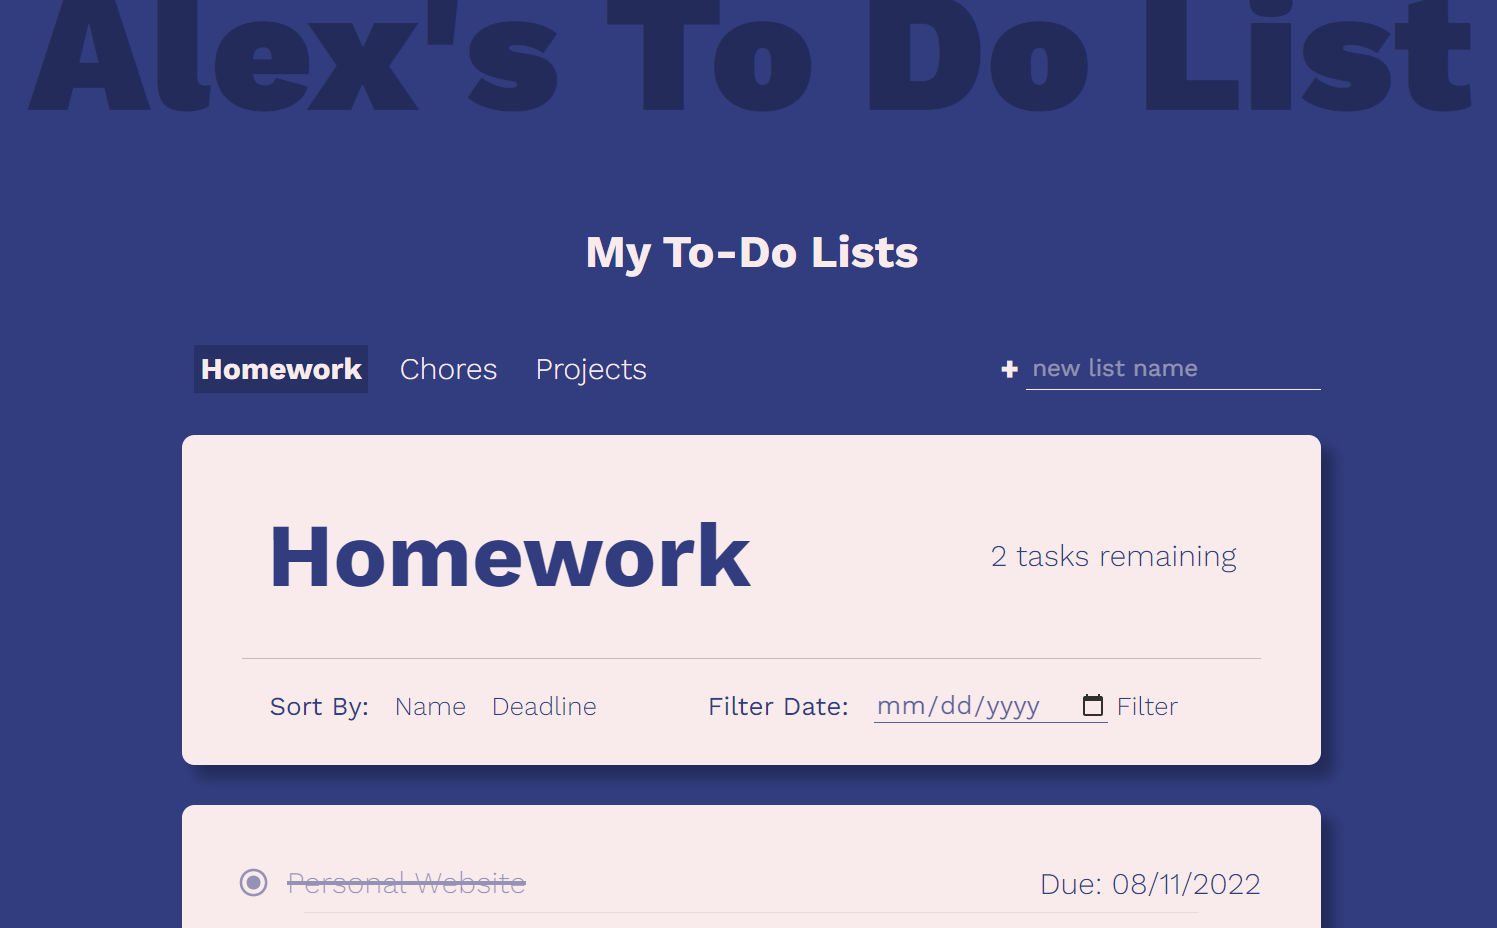 Alex's To Do List
My To-Do Lists
Homework Chores Projects + new list name
Homework 2 tasks remaining
Sort By: Name Deadline Filter Date: mm/dd/yyyy Filter
Personal Website Due: 08/11/2022